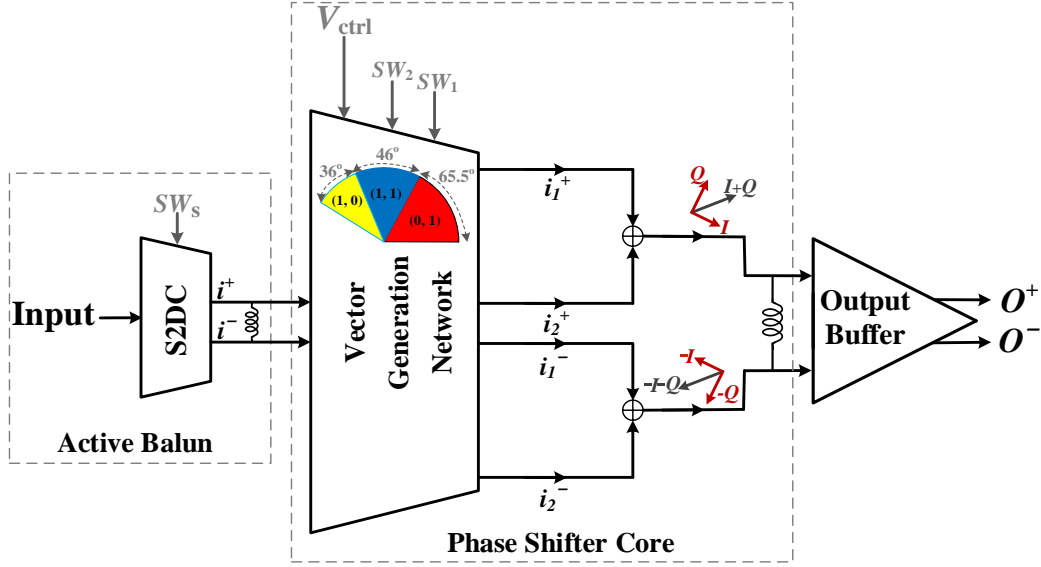 V_ctrl
SW_2
SW_1
36°
46°
65.5°
(1, 0)
(1, 1)
(0, 1)
SW_S
Input
S2DC
i⁺
i⁻
Vector
Generation
Network
i_1⁺
i_2⁺
i_1⁻
i_2⁻
Q
I+Q
I
-I
-I-Q
-Q
Output
Buffer
O⁺
O⁻
Active Balun
Phase Shifter Core